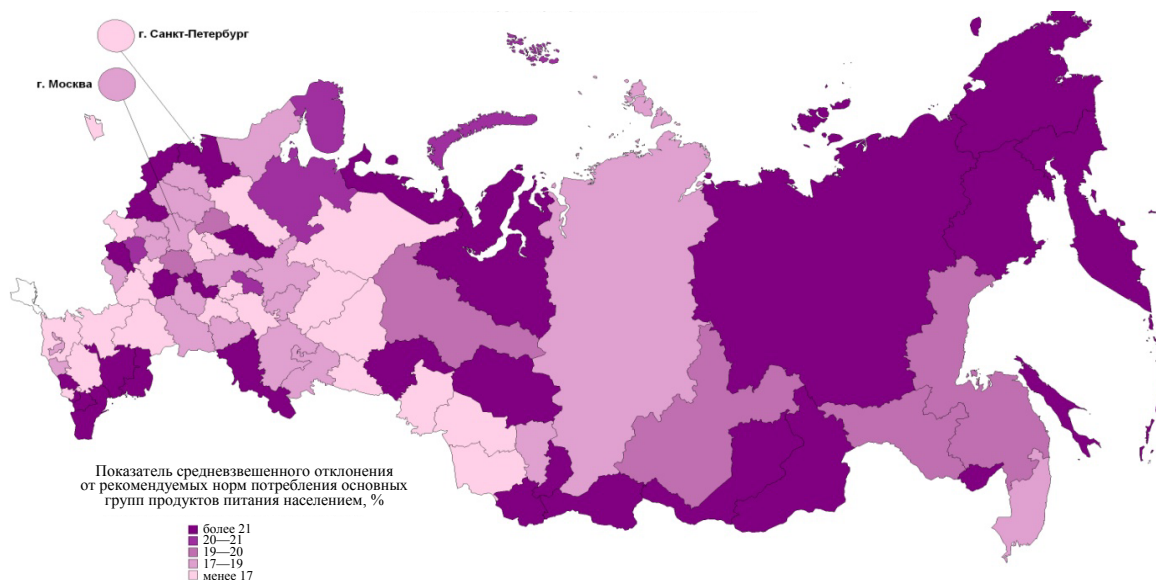 г. Санкт-Петербург
г. Москва
Показатель средневзвешенного отклонения
от рекомендуемых норм потребления основных
групп продуктов питания населением, %
более 21
20—21
19—20
17—19
менее 17